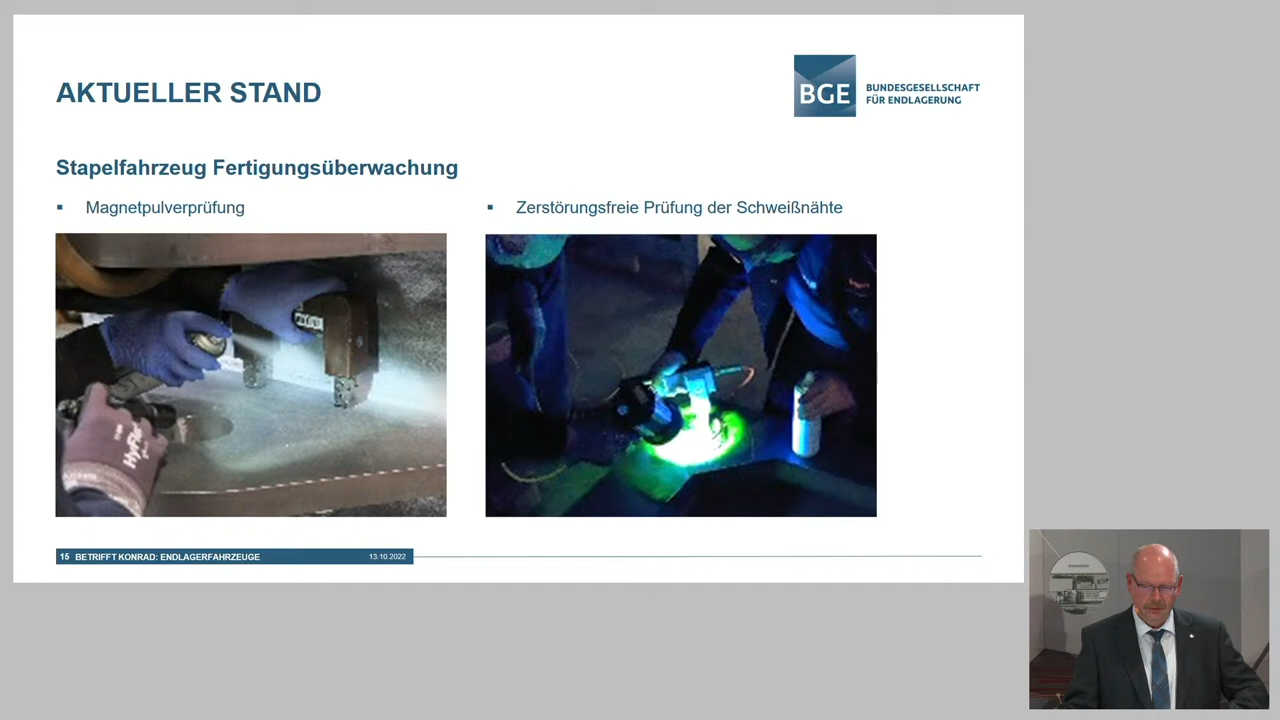 AKTUELLER STAND
BGE
BUNDESGESELLSCHAFT
FÜR ENDLAGERUNG
Stapelfahrzeug Fertigungsüberwachung
▪ Magnetpulverprüfung
▪ Zerstörungsfreie Prüfung der Schweißnähte
HyFlex
15 BETRIFFT KONRAD: ENDLAGERFAHRZEUGE 13.10.2022